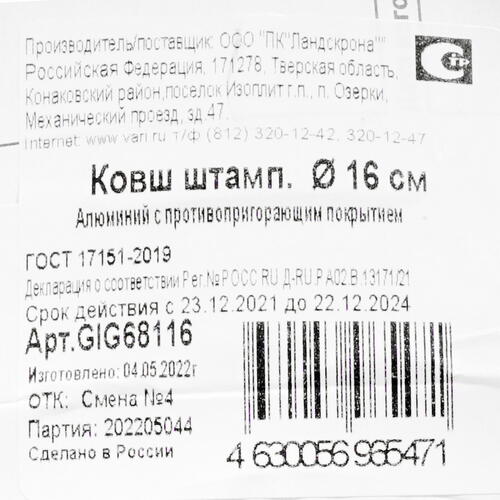 Производитель/поставщик: ООО "ПК"Ландскрона""
Российская Федерация, 171278, Тверская область,
Конаковский район,поселок Изоплит г.п., п. Озерки,
Механический проезд, зд.47.
Internet: www.vari.ru т/ф (812) 320-12-42, 320-12-47
Ковш штамп. Ø 16 см
Алюминий с противопригорающим покрытием
ГОСТ 17151-2019
Декларация о соответствии Рег.№ РОСС RU Д-RU.РА02.В.13171/21
Срок действия с 23.12.2021 до 22.12.2024
Арт.GIG68116
Изготовлено: 04.05.2022г
ОТК: Смена №4
Партия: 202205044
Сделано в России
4 630056 965471